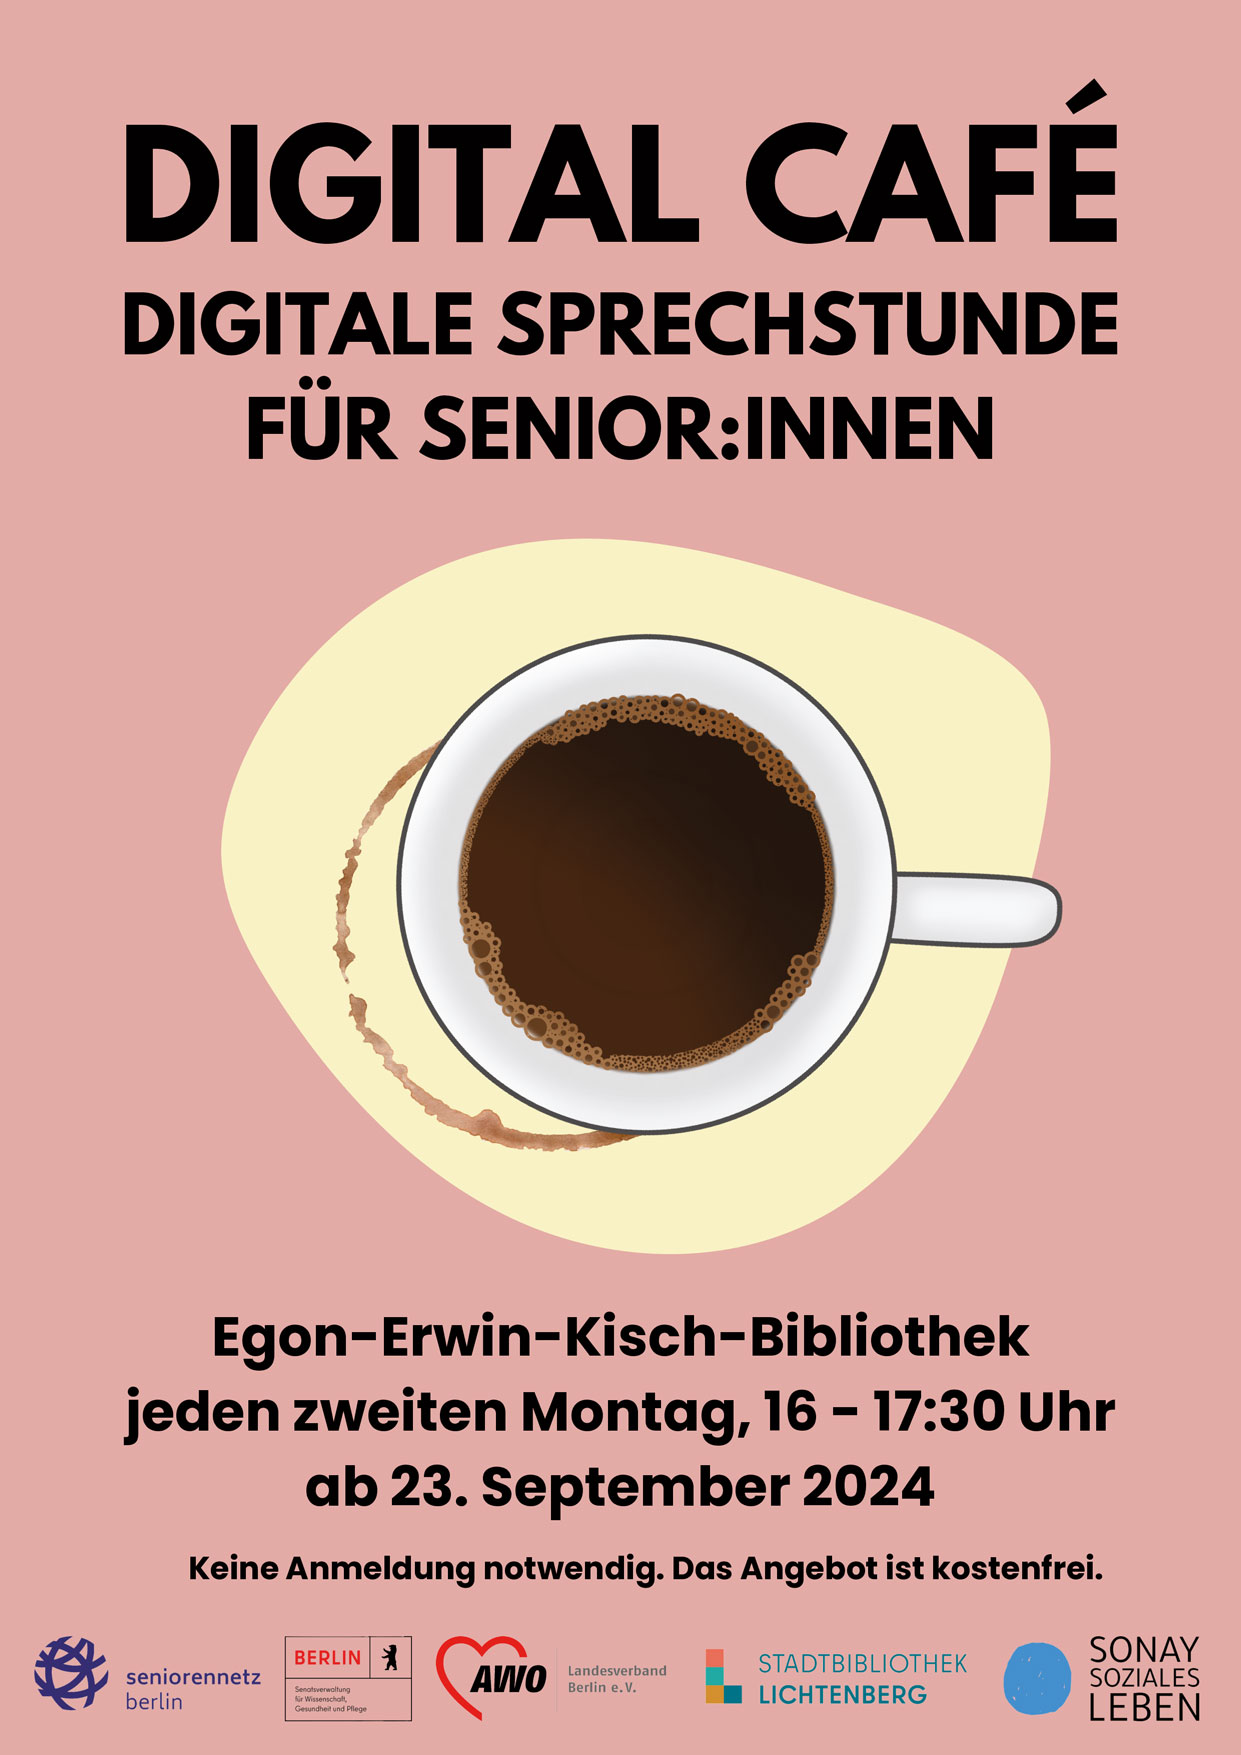 DIGITAL CAFÉ
DIGITALE SPRECHSTUNDE
FÜR SENIOR:INNEN
Egon-Erwin-Kisch-Bibliothek
jeden zweiten Montag, 16 - 17:30 Uhr
ab 23. September 2024
Keine Anmeldung notwendig. Das Angebot ist kostenfrei.
seniorennetz
berlin
BERLIN
Senatsverwaltung
für Wissenschaft,
Gesundheit und Pflege
AWO
Landesverband
Berlin e.V.
STADTBIBLIOTHEK
LICHTENBERG
SONAY
SOZIALES
LEBEN